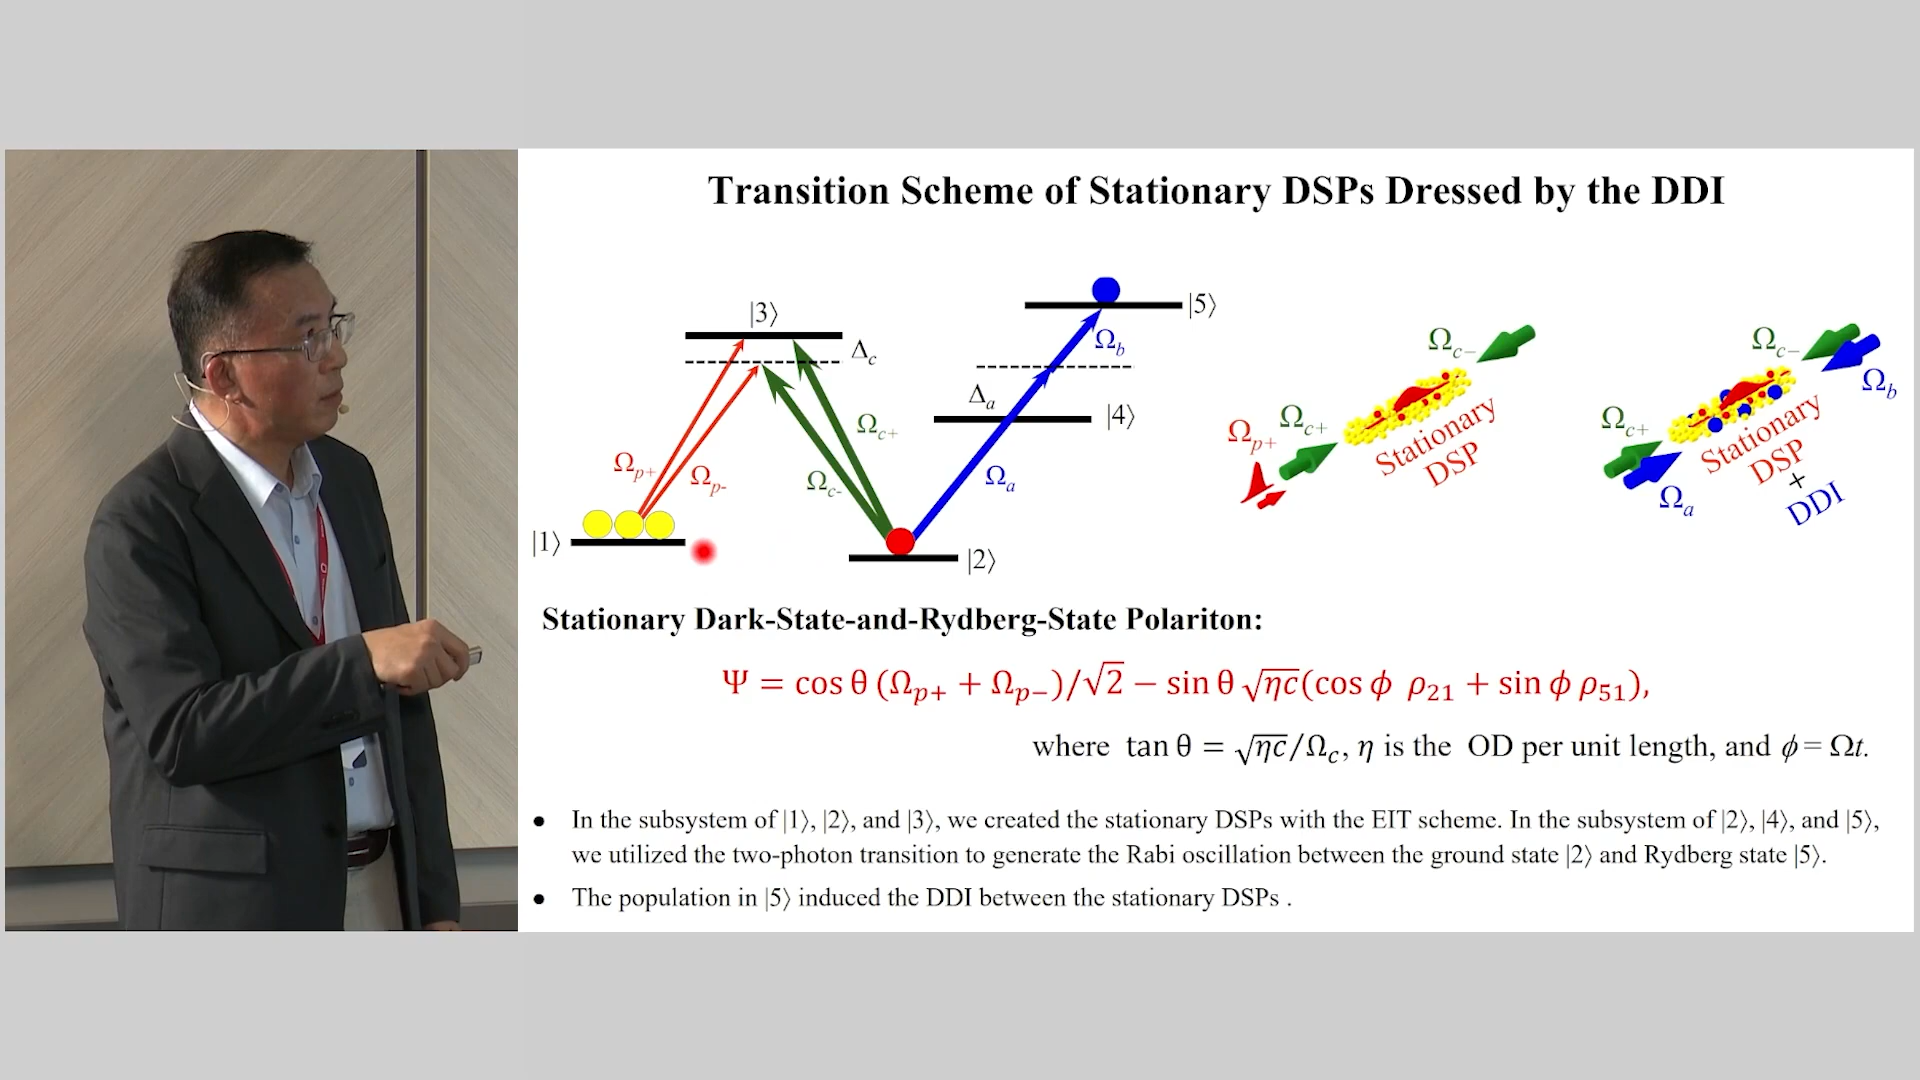 Transition Scheme of Stationary DSPs Dressed by the DDI
|3⟩
Δc
|5⟩
Ωb
Δa
|4⟩
Ωc+
Ωp+
Ωp-
Ωc-
Ωa
|1⟩
|2⟩
Ωc−
Ωp+
Ωc+
Stationary
DSP
Ωc−
Ωb
Ωc+
Ωa
Stationary
DSP
+
DDI
Stationary Dark-State-and-Rydberg-State Polariton:
Ψ = cos θ (Ωp+ + Ωp−)/√2 − sin θ √ηc(cos ϕ ρ21 + sin ϕ ρ51),
where tan θ = √ηc/Ωc, η is the OD per unit length, and ϕ = Ωt.
• In the subsystem of |1⟩, |2⟩, and |3⟩, we created the stationary DSPs with the EIT scheme. In the subsystem of |2⟩, |4⟩, and |5⟩,
we utilized the two-photon transition to generate the Rabi oscillation between the ground state |2⟩ and Rydberg state |5⟩.
• The population in |5⟩ induced the DDI between the stationary DSPs .